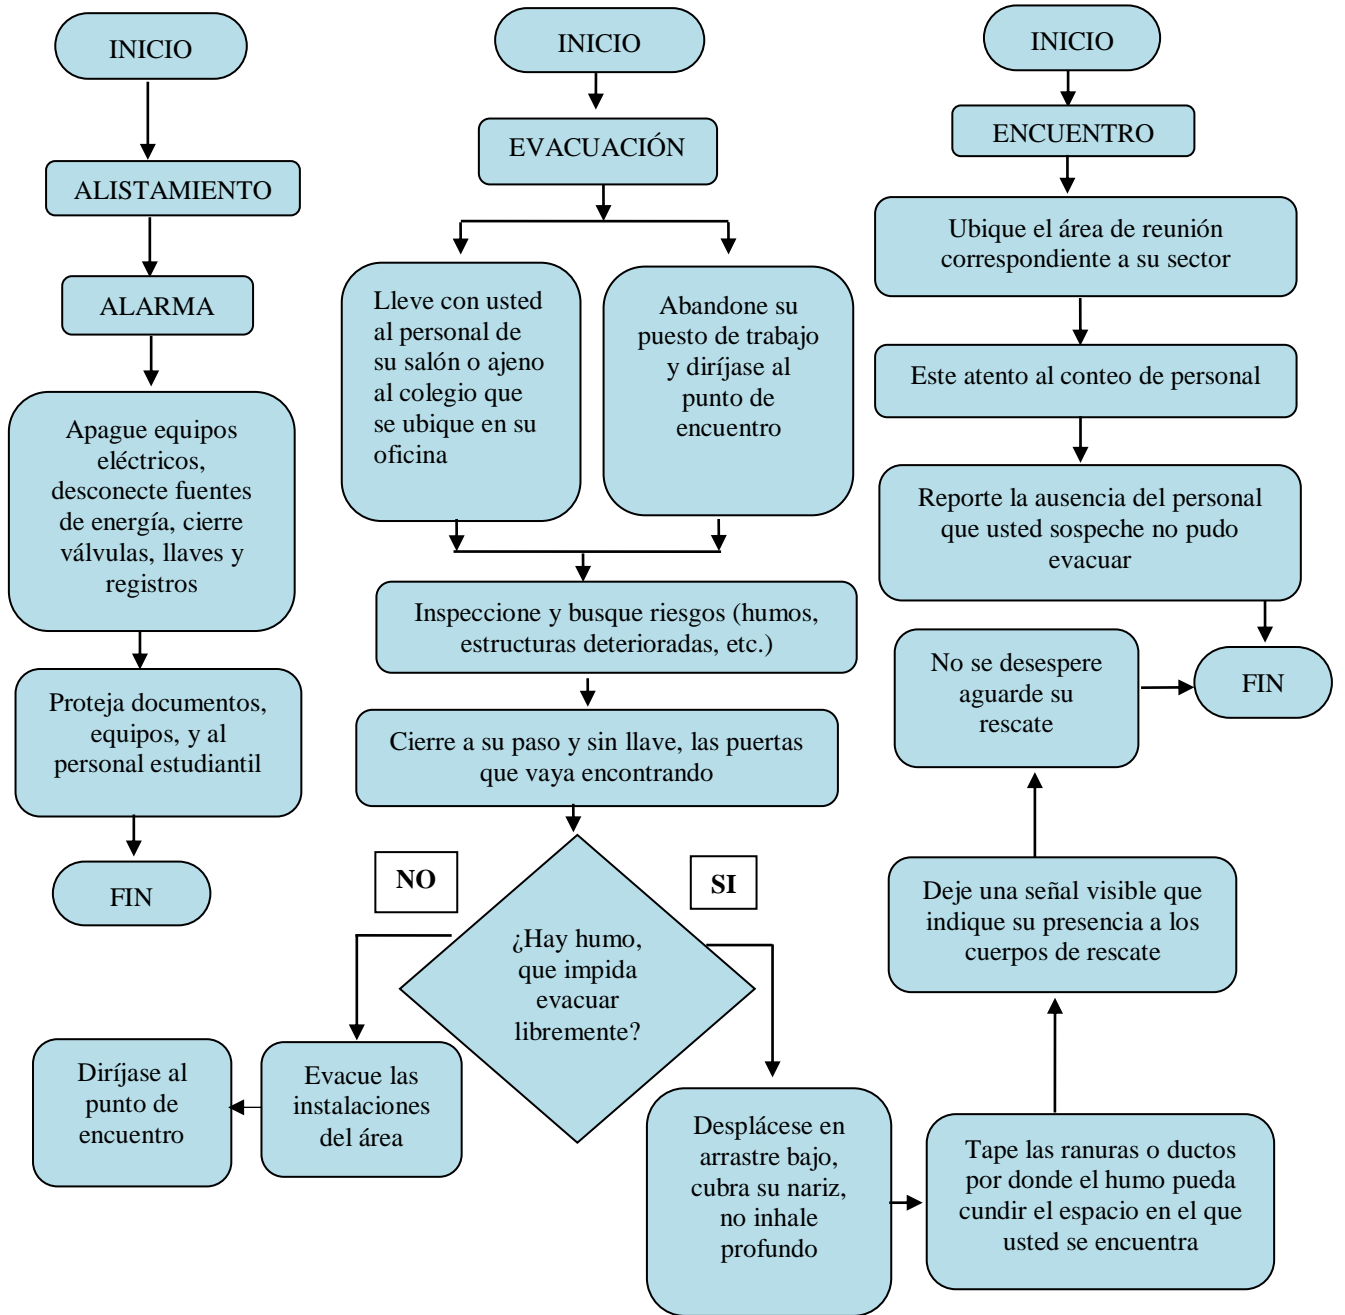 INICIO
ALISTAMIENTO
ALARMA
Apague equipos
eléctricos,
desconecte fuentes
de energía, cierre
válvulas, llaves y
registros
Proteja documentos,
equipos, y al
personal estudiantil
FIN
INICIO
EVACUACIÓN
Lleve con usted
al personal de
su salón o ajeno
al colegio que
se ubique en su
oficina
Abandone su
puesto de trabajo
y diríjase al
punto de
encuentro
Inspeccione y busque riesgos (humos,
estructuras deterioradas, etc.)
Cierre a su paso y sin llave, las puertas
que vaya encontrando
¿Hay humo,
que impida
evacuar
libremente?
NO
Evacue las
instalaciones
del área
Diríjase al
punto de
encuentro
SI
Desplácese en
arrastre bajo,
cubra su nariz,
no inhale
profundo
Tape las ranuras o ductos
por donde el humo pueda
cundir el espacio en el que
usted se encuentra
Deje una señal visible que
indique su presencia a los
cuerpos de rescate
No se desespere
aguarde su
rescate
INICIO
ENCUENTRO
Ubique el área de reunión
correspondiente a su sector
Este atento al conteo de personal
Reporte la ausencia del personal
que usted sospeche no pudo
evacuar
FIN